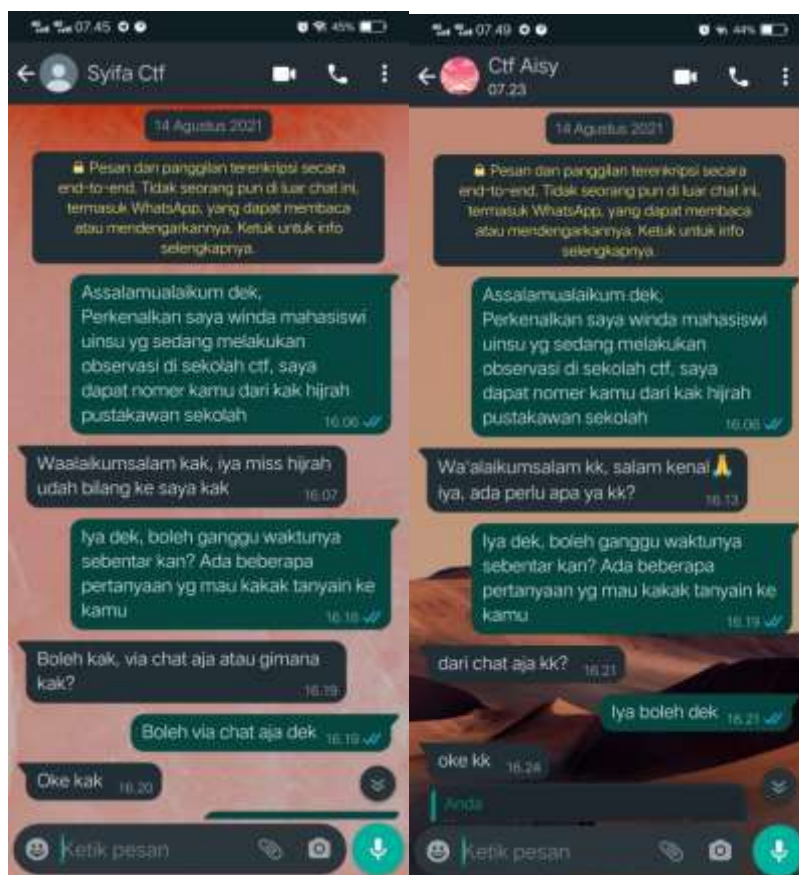 07.45
45%
Syifa Ctf
14 Agustus 2021
Pesan dan panggilan terenkripsi secara
end-to-end. Tidak seorang pun di luar chat ini,
termasuk WhatsApp, yang dapat membaca
atau mendengarkannya. Ketuk untuk info
selengkapnya.
Assalamualaikum dek,
Perkenalkan saya winda mahasiswi
uinsu yg sedang melakukan
observasi di sekolah ctf, saya
dapat nomer kamu dari kak hijrah
pustakawan sekolah
16.06
Waalaikumsalam kak, iya miss hijrah
udah bilang ke saya kak
16.07
Iya dek, boleh ganggu waktunya
sebentar kan? Ada beberapa
pertanyaan yg mau kakak tanyain ke
kamu
16.18
Boleh kak, via chat aja atau gimana
kak?
16.19
Boleh via chat aja dek
16.19
Oke kak
16.20
Ketik pesan
07.49
44%
Ctf Aisy
07.23
14 Agustus 2021
Pesan dan panggilan terenkripsi secara
end-to-end. Tidak seorang pun di luar chat ini,
termasuk WhatsApp, yang dapat membaca
atau mendengarkannya. Ketuk untuk info
selengkapnya.
Assalamualaikum dek,
Perkenalkan saya winda mahasiswi
uinsu yg sedang melakukan
observasi di sekolah ctf, saya
dapat nomer kamu dari kak hijrah
pustakawan sekolah
16.06
Wa'alaikumsalam kk, salam kenal🙏
iya, ada perlu apa ya kk?
16.13
Iya dek, boleh ganggu waktunya
sebentar kan? Ada beberapa
pertanyaan yg mau kakak tanyain ke
kamu
16.19
dari chat aja kk?
16.21
Iya boleh dek
16.21
oke kk
16.24
Anda
Ketik pesan